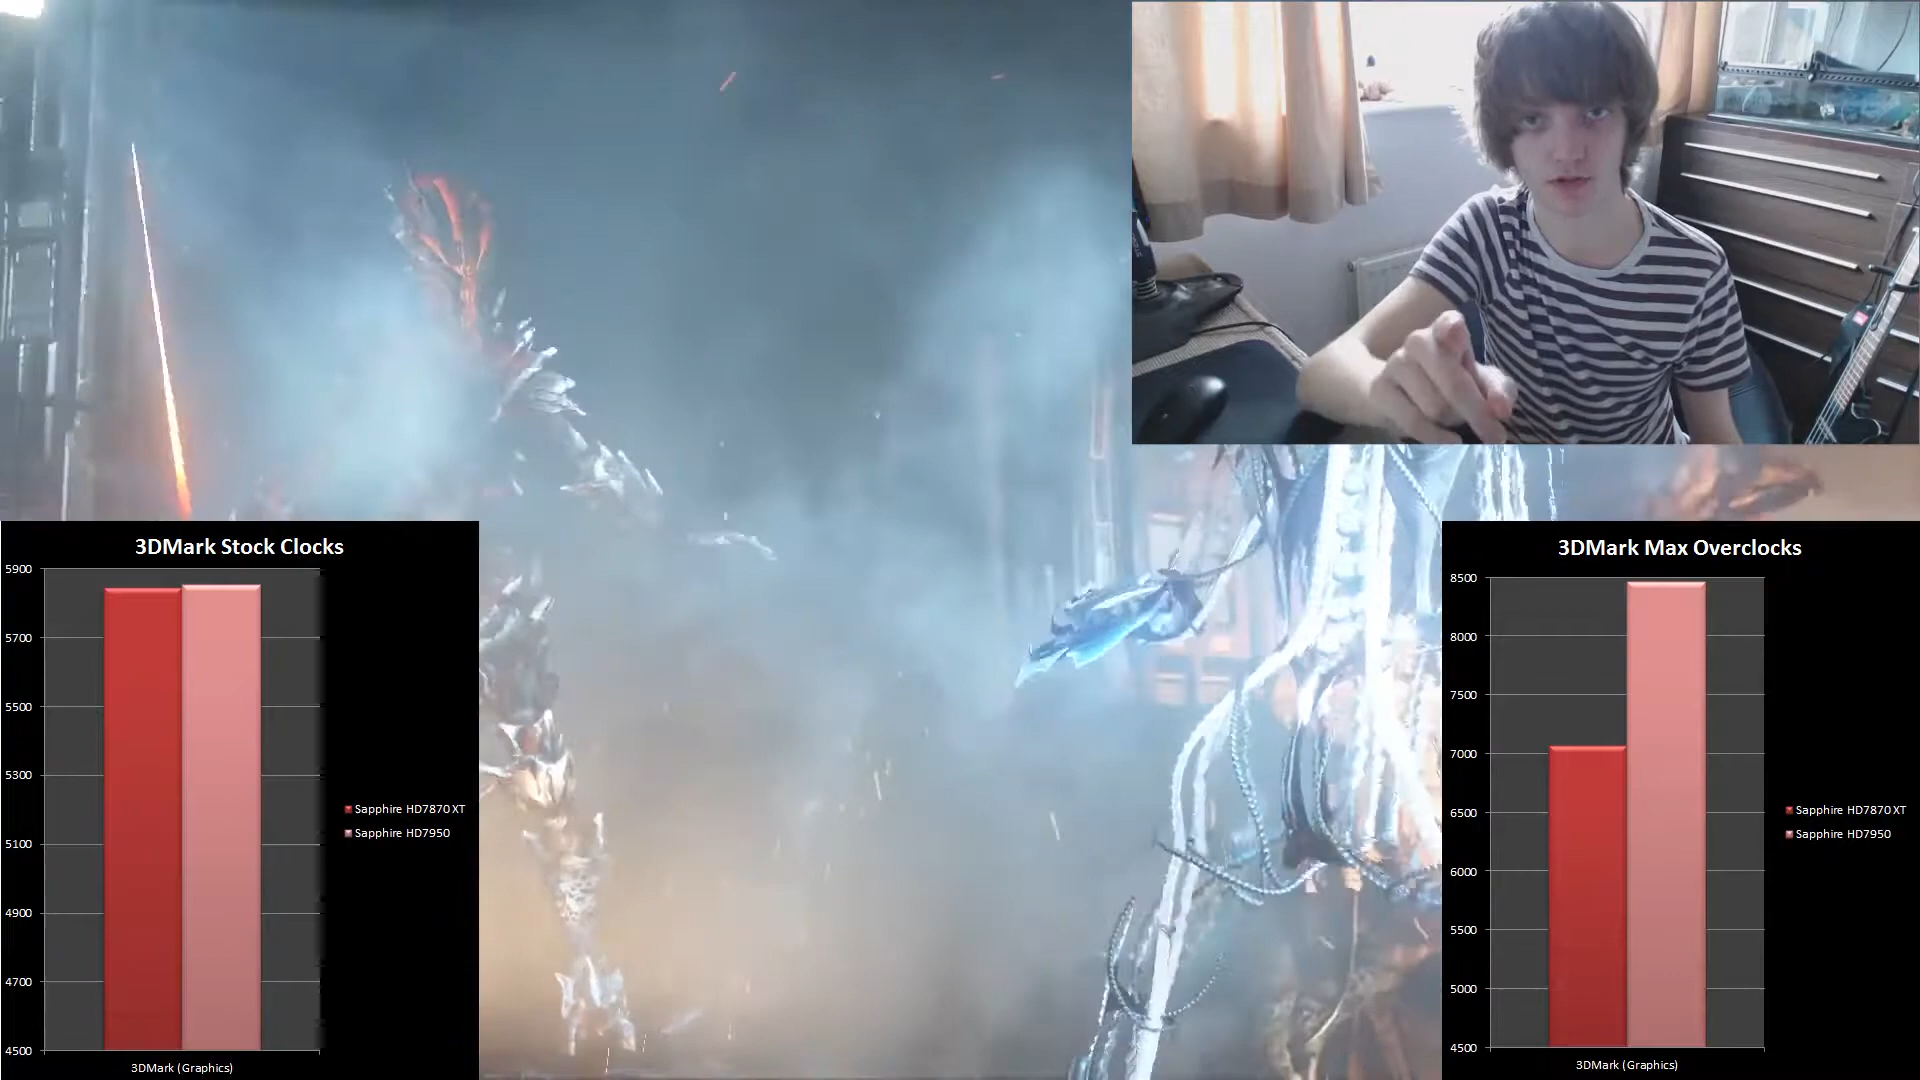 3DMark Stock Clocks
5900
5700
5500
5300
5100
4900
4700
4500
3DMark (Graphics)
Sapphire HD7870 XT
Sapphire HD7950
3DMark Max Overclocks
8500
8000
7500
7000
6500
6000
5500
5000
4500
3DMark (Graphics)
Sapphire HD7870 XT
Sapphire HD7950